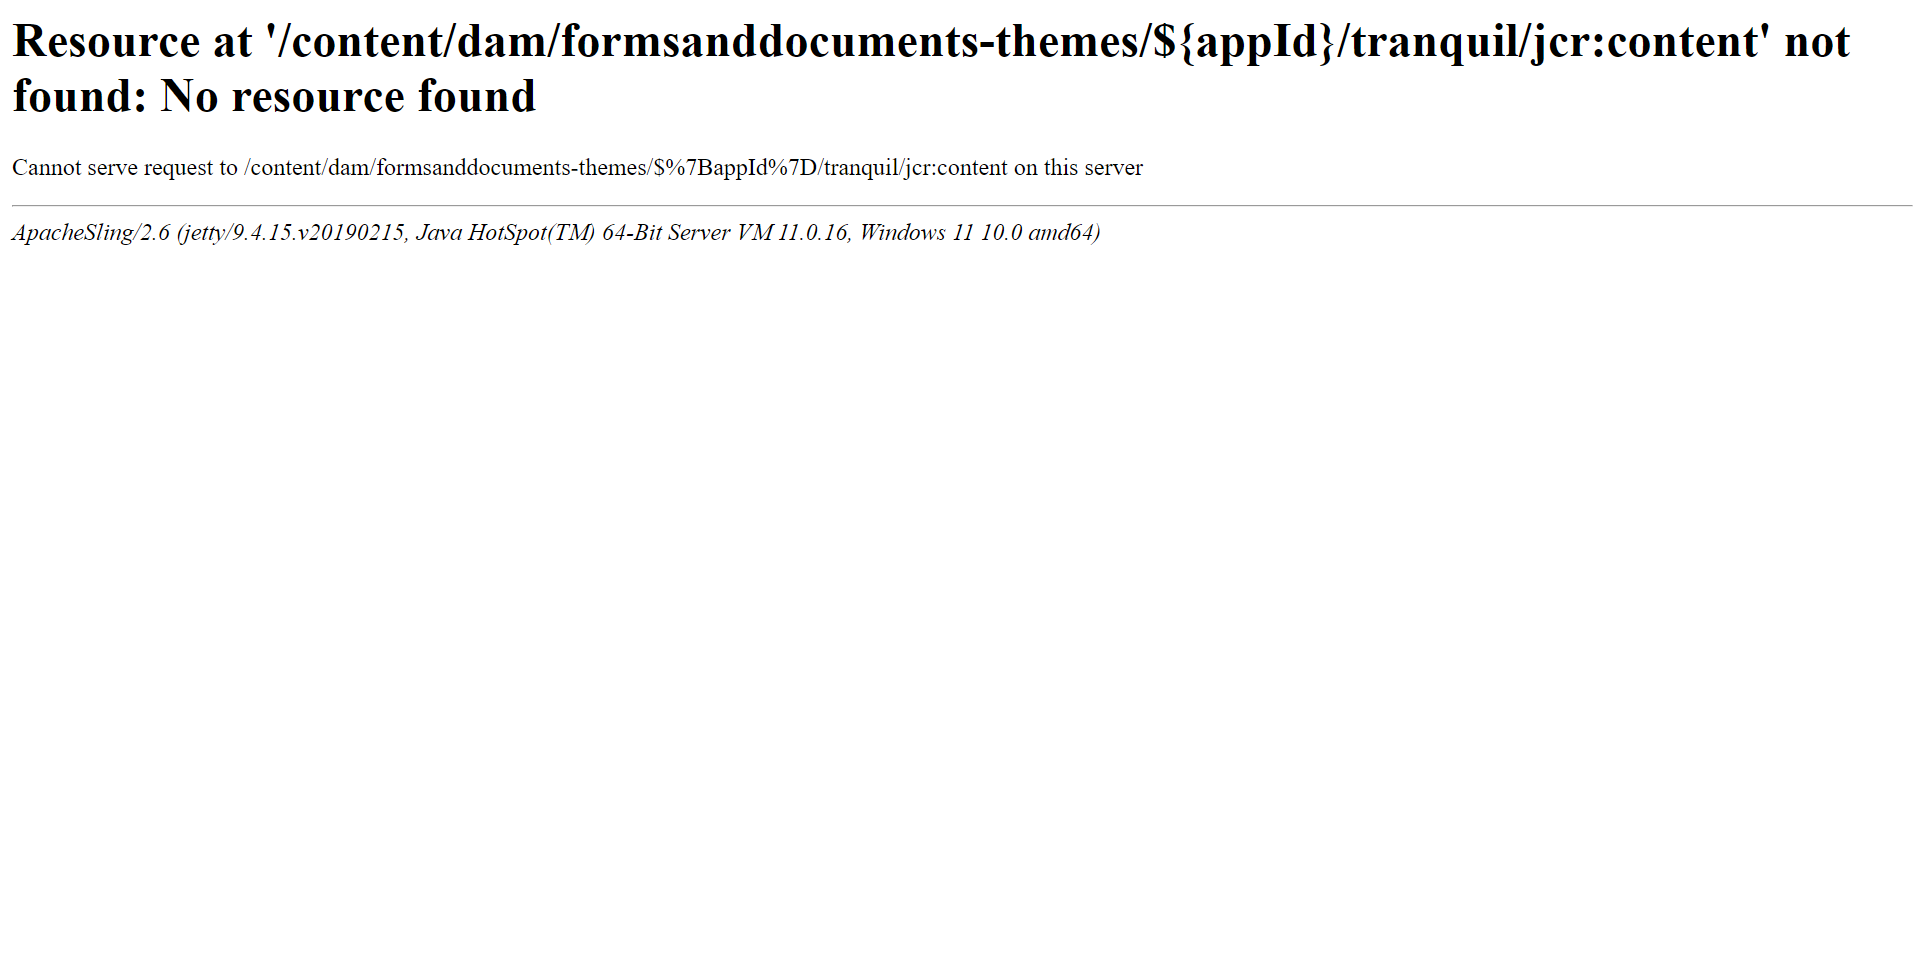 Resource at '/content/dam/formsanddocuments-themes/${appId}/tranquil/jcr:content' not
found: No resource found
Cannot serve request to /content/dam/formsanddocuments-themes/$%7BappId%7D/tranquil/jcr:content on this server
ApacheSling/2.6 (jetty/9.4.15.v20190215, Java HotSpot(TM) 64-Bit Server VM 11.0.16, Windows 11 10.0 amd64)